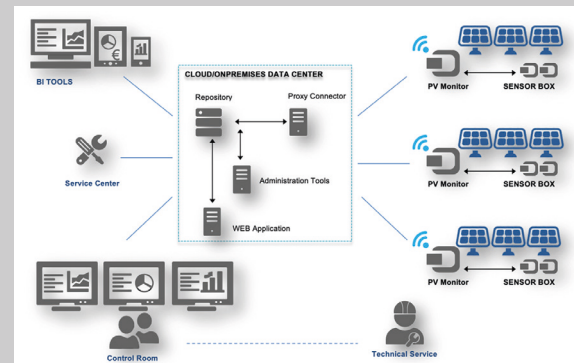 BI TOOLS
CLOUD/ONPREMISES DATA CENTER
Repository
Proxy Connector
PV Monitor
SENSOR BOX
Service Center
Administration Tools
PV Monitor
SENSOR BOX
WEB Application
PV Monitor
SENSOR BOX
Control Room
Technical Service